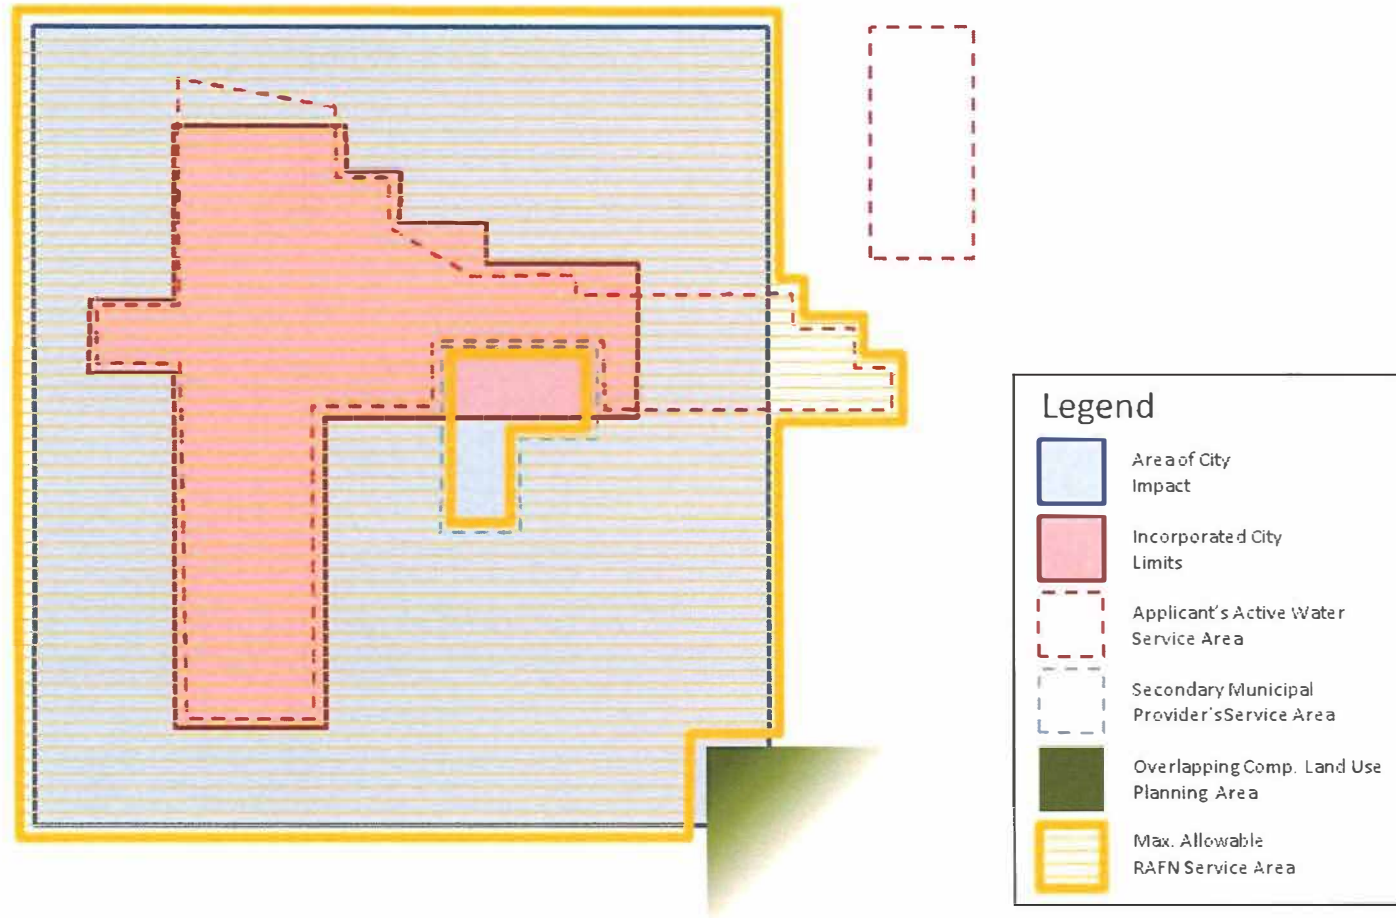 Legend
Area of City
Impact
Incorporated City
Limits
Applicant's Active Water
Service Area
Secondary Municipal
Provider's Service Area
Overlapping Comp. Land Use
Planning Area
Max. Allowable
RAFN Service Area